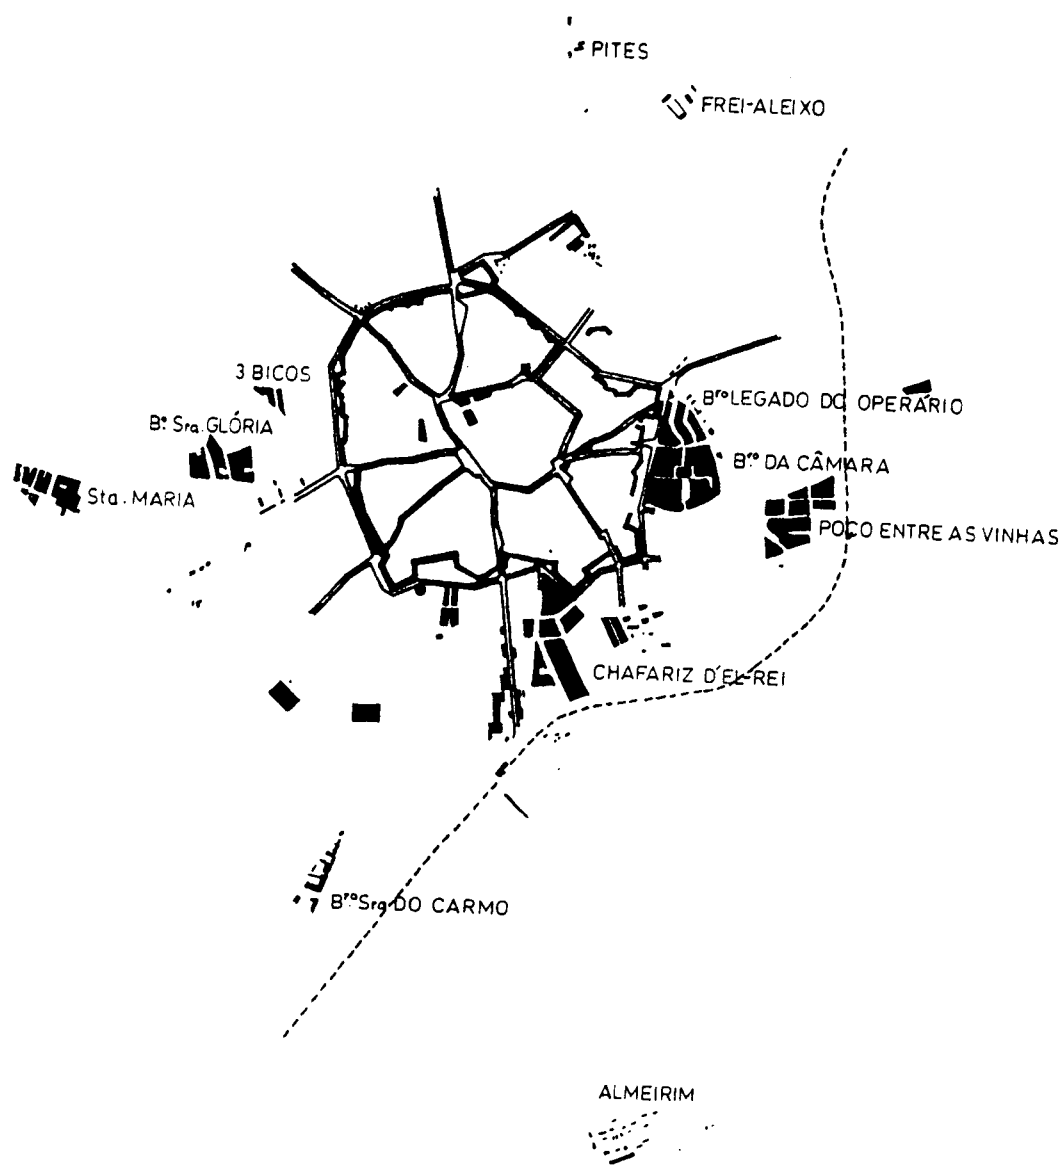 PITES
FREI-ALEIXO
3 BICOS
Bº. Sra. GLÓRIA
Sta. MARIA
Bʳᵒ LEGADO DO OPERÁRIO
Bʳᵒ. DA CÂMARA
POÇO ENTRE AS VINHAS
CHAFARIZ D'EL-REI
Bʳᵒ Sra DO CARMO
ALMEIRIM